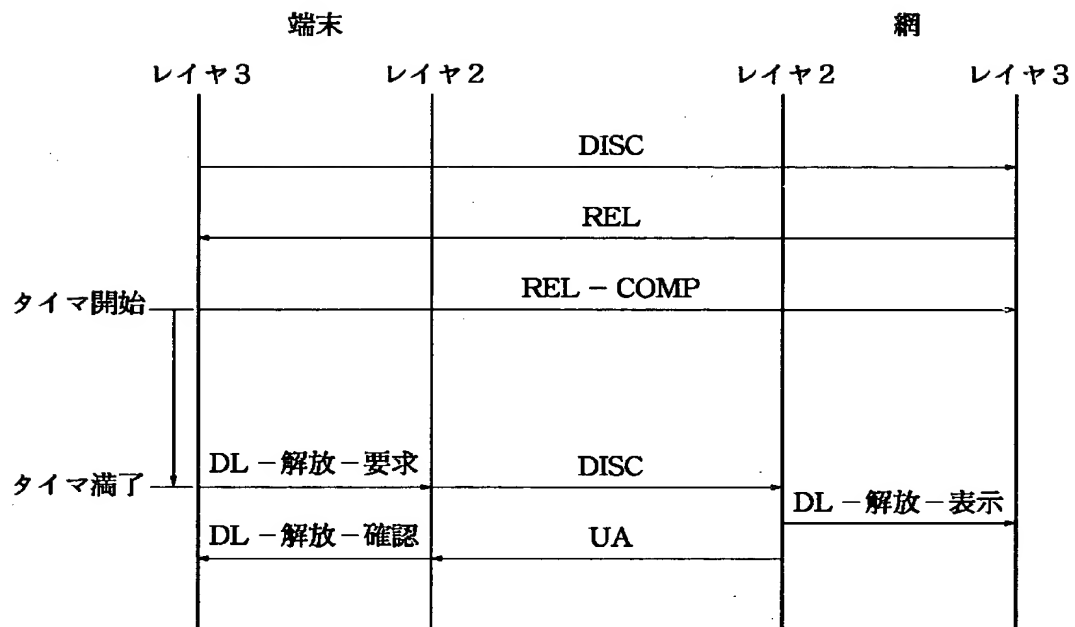 端末 網
レイヤ3 レイヤ2 レイヤ2 レイヤ3
DISC
REL
タイマ開始 REL－COMP
DL－解放－要求 DISC
タイマ満了
DL－解放－表示
DL－解放－確認 UA